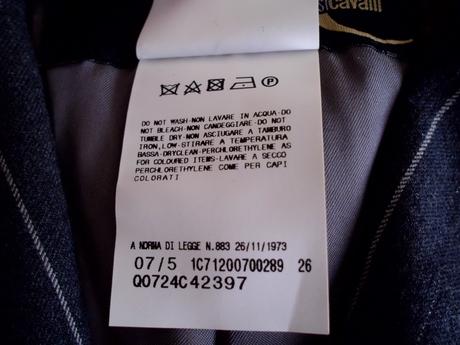 stCavalli
P
DO NOT WASH-NON LAVARE IN ACQUA-DO
NOT BLEACH-NON CANDEGGIARE-DO NOT
TUMBLE DRY-NON ASCIUGARE A TAMBURO
IRON,LOW-STIRARE A TEMPERATURA
BASSA-DRYCLEAN-PERCHLORETHYLENE AS
FOR COLOURED ITEMS-LAVARE A SECCO
PERCHLORETHYLENE COME PER CAPI
COLORATI
A NORMA DI LEGGE N.883 26/11/1973
07/5 1C71200700289 26
Q0724C42397